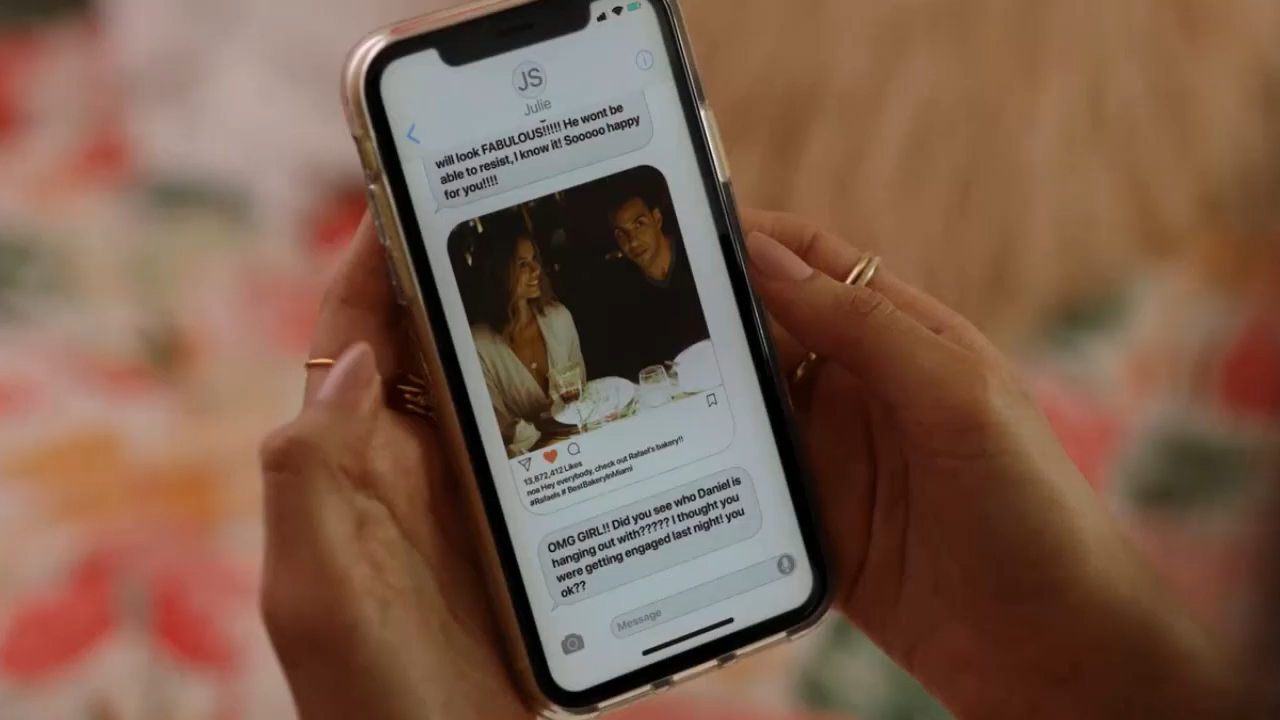 JS
Julie
will look FABULOUS!!!!! He wont be
able to resist, I know it! Sooooo happy
for you!!!!
13,872,412 Likes
noa Hey everybody, check out Rafael's bakery!!
#Rafaels # BestBakeryInMiami
OMG GIRL!! Did you see who Daniel is
hanging out with????? I thought you
were getting engaged last night! you
ok??
Message